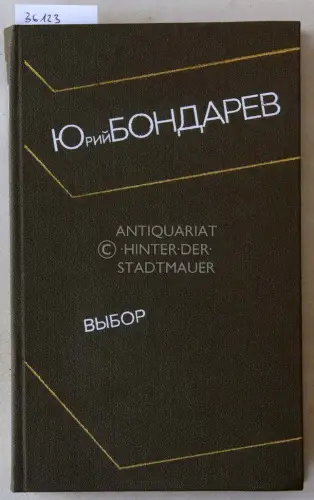 36123
ЮрийБОНДАРЕВ
ANTIQUARIAT
©·HINTER·DER·
STADTMAUER
ВЫБОР